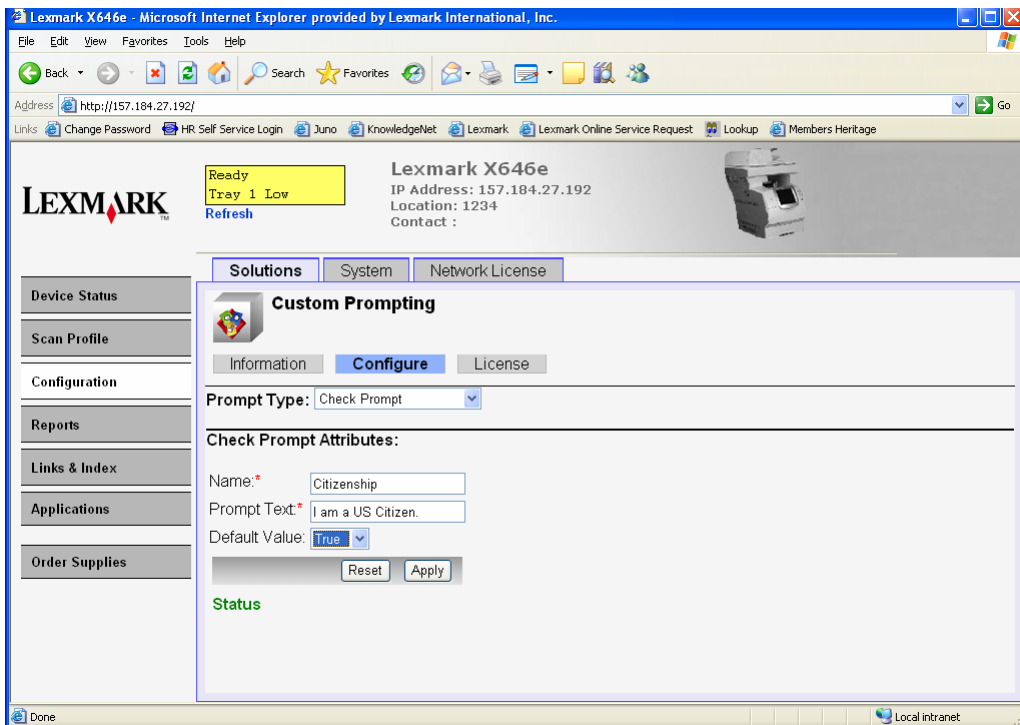 Lexmark X646e - Microsoft Internet Explorer provided by Lexmark International, Inc.
File Edit View Favorites Tools Help
Back Search Favorites
Address http://157.184.27.192/ Go
Links Change Password HR Self Service Login Juno KnowledgeNet Lexmark Lexmark Online Service Request Lookup Members Heritage
LEXMARK TM
Ready
Tray 1 Low
Refresh
Lexmark X646e
IP Address: 157.184.27.192
Location: 1234
Contact :
Solutions System Network License
Device Status
Scan Profile
Configuration
Reports
Links & Index
Applications
Order Supplies
Custom Prompting
Information Configure License
Prompt Type: Check Prompt
Check Prompt Attributes:
Name:* Citizenship
Prompt Text:* I am a US Citizen.
Default Value: True
Reset Apply
Status
Done Local intranet